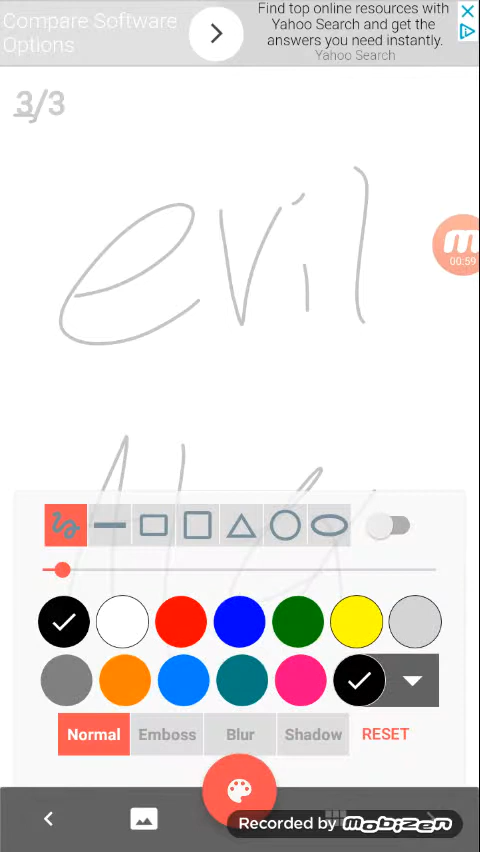 Compare Software
Options
Find top online resources with
Yahoo Search and get the
answers you need instantly.
Yahoo Search
3/3
evil
00:59
Normal
Emboss
Blur
Shadow
RESET
Recorded by mobizen